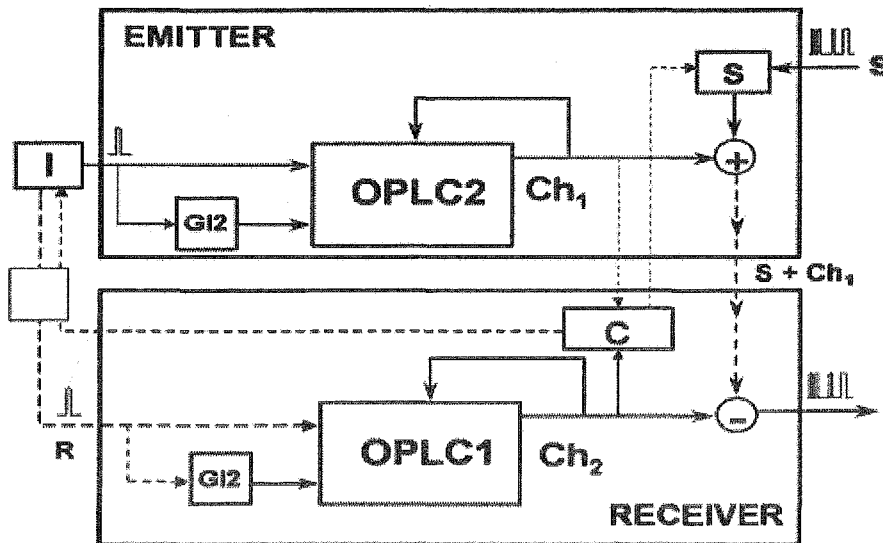 EMITTER
S
S
I
OPLC2
Ch₁
+
GI2
S + Ch₁
C
R
OPLC1
Ch₂
-
GI2
RECEIVER